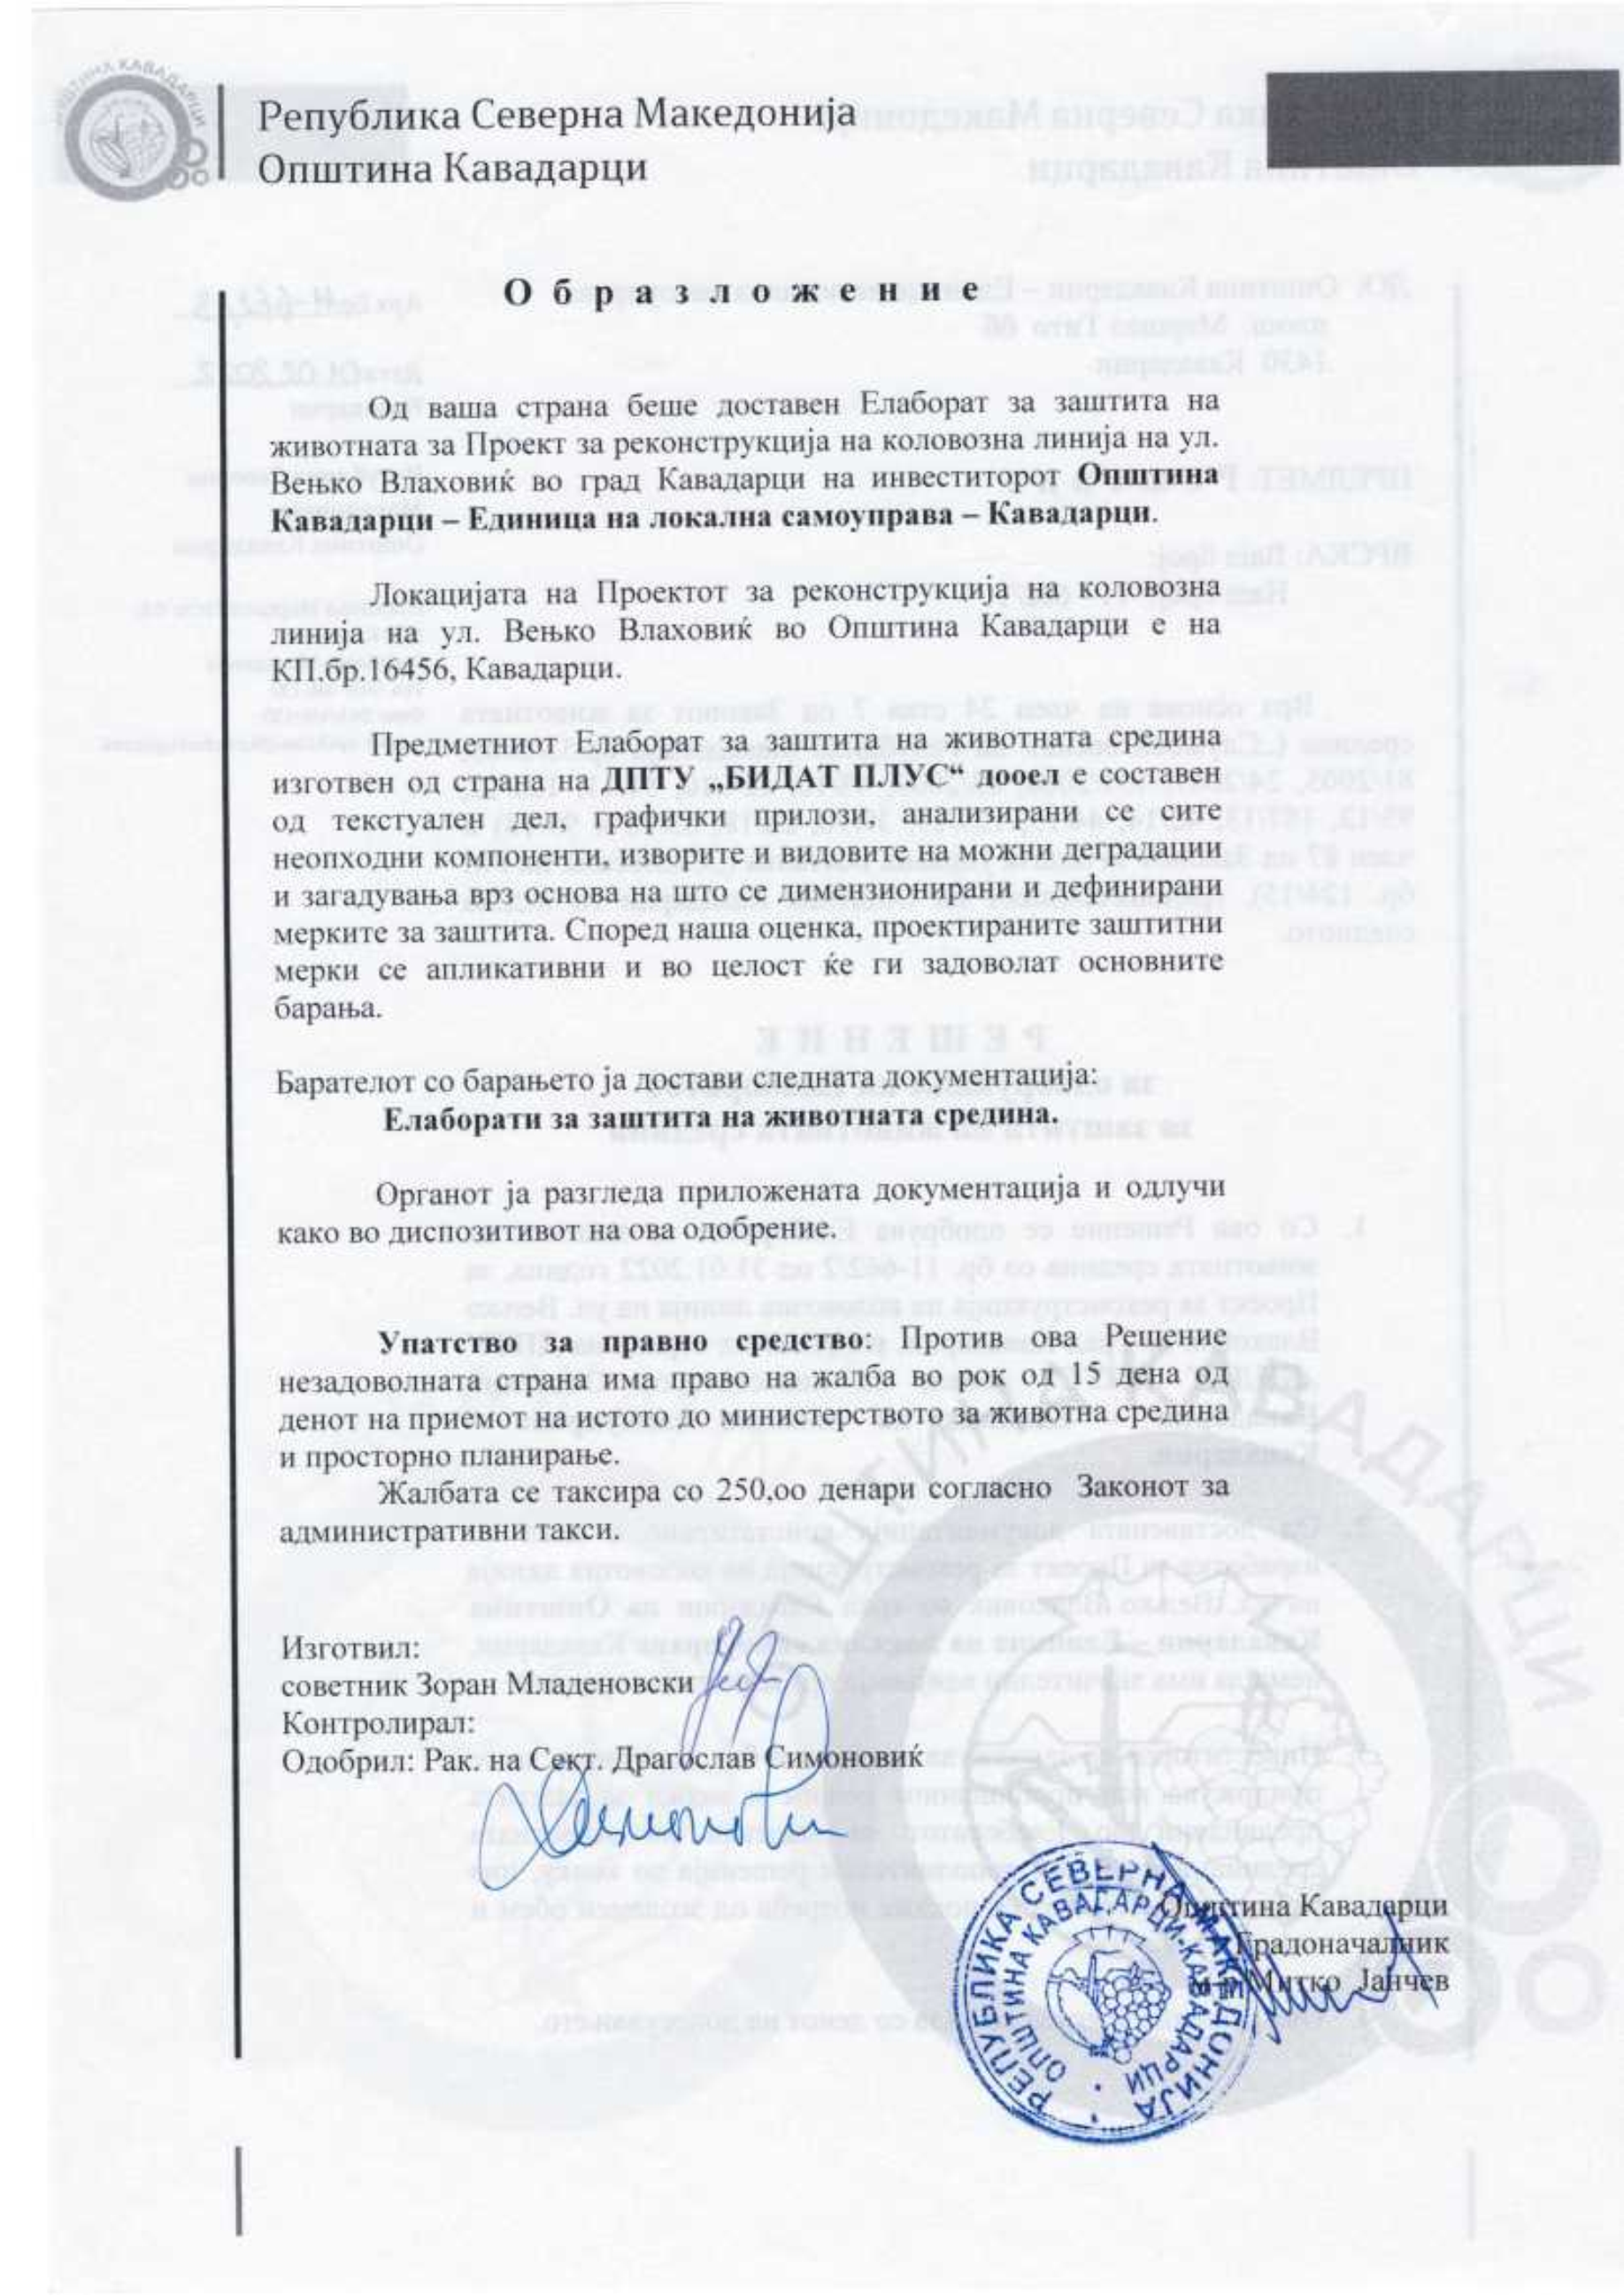 ОПШТИНА КАВАДАРЦИ
Република Северна Македонија
Општина Кавадарци
О б р а з л о ж е н и е
Од ваша страна беше доставен Елаборат за заштита на
животната за Проект за реконструкција на коловозна линија на ул.
Вењко Влаховиќ во град Кавадарци на инвеститорот Општина
Кавадарци – Единица на локална самоуправа – Кавадарци.
Локацијата на Проектот за реконструкција на коловозна
линија на ул. Вењко Влаховиќ во Општина Кавадарци е на
КП.бр.16456, Кавадарци.
Предметниот Елаборат за заштита на животната средина
изготвен од страна на ДПТУ „БИДАТ ПЛУС“ дооел е составен
од текстуален дел, графички прилози, анализирани се сите
неопходни компоненти, изворите и видовите на можни деградации
и загадувања врз основа на што се димензионирани и дефинирани
мерките за заштита. Според наша оценка, проектираните заштитни
мерки се апликативни и во целост ќе ги задоволат основните
барања.
Барателот со барањето ја достави следната документација:
Елаборати за заштита на животната средина.
Органот ја разгледа приложената документација и одлучи
како во диспозитивот на ова одобрение.
Упатство за правно средство: Против ова Решение
незадоволната страна има право на жалба во рок од 15 дена од
денот на приемот на истото до министерството за животна средина
и просторно планирање.
Жалбата се таксира со 250,оо денари согласно Законот за
административни такси.
Изготвил:
советник Зоран Младеновски
Контролирал:
Одобрил: Рак. на Сект. Драгослав Симоновиќ
Општина Кавадарци
Градоначалник
м-р Митко Јанчев
РЕПУБЛИКА СЕВЕРНА МАКЕДОНИЈА
ОПШТИНА КАВАДАРЦИ-КАВАДАРЦИ
ОПШТИНА КАВАДАРЦИ